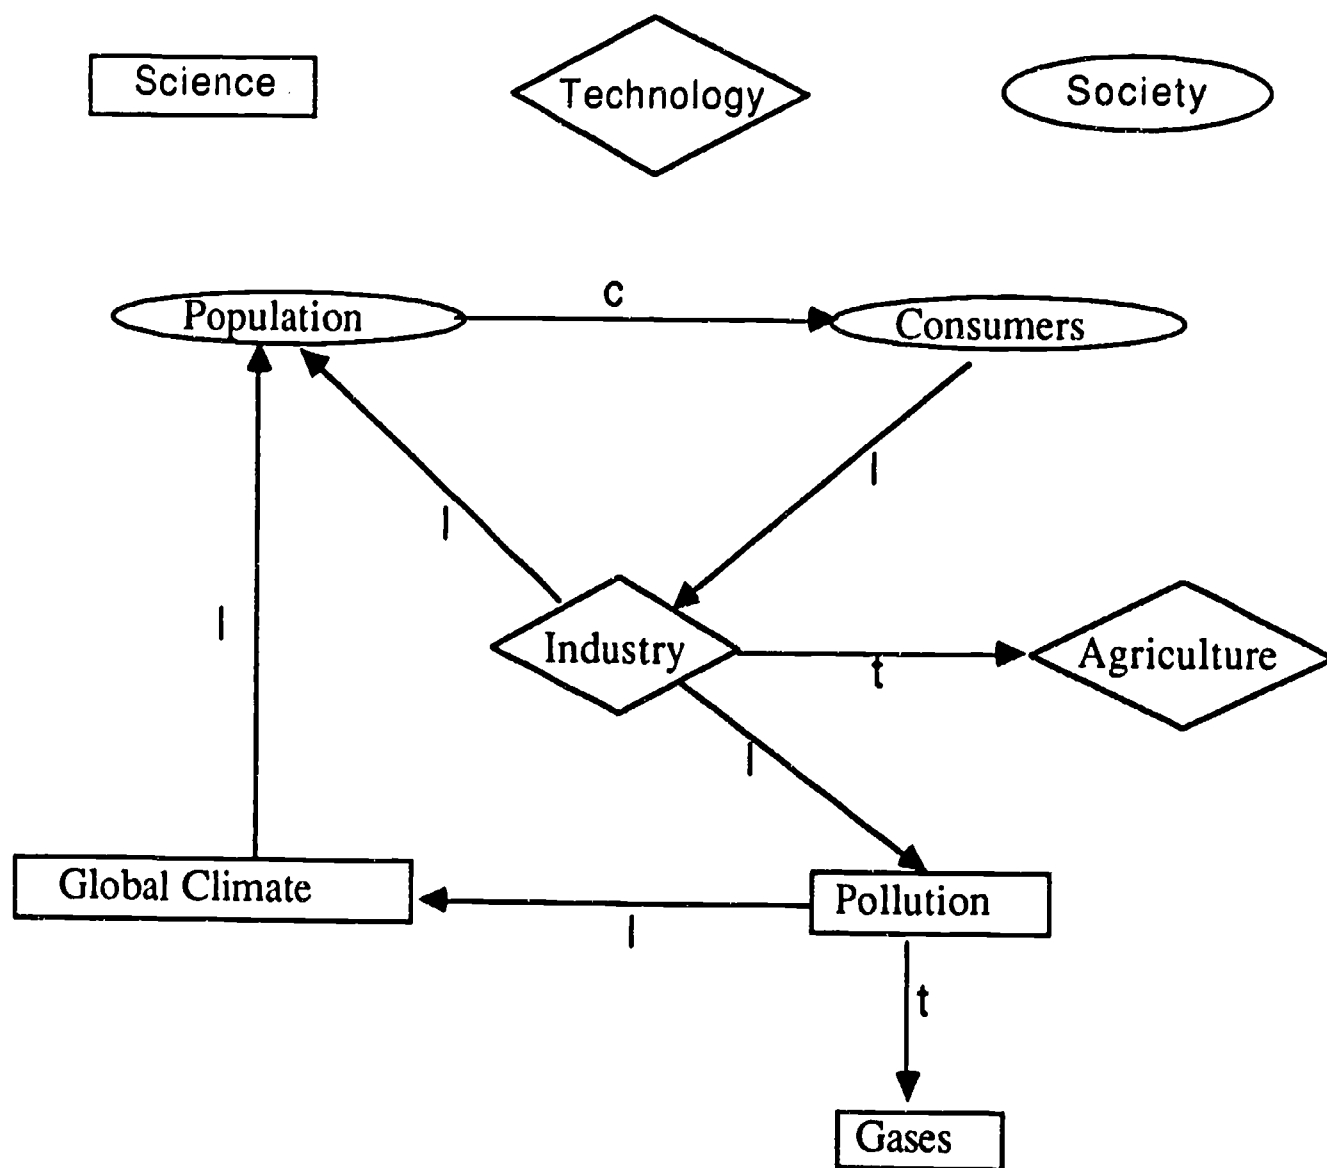 Science
Technology
Society
Population
c
Consumers
l
l
l
Industry
t
Agriculture
l
Global Climate
l
Pollution
t
Gases